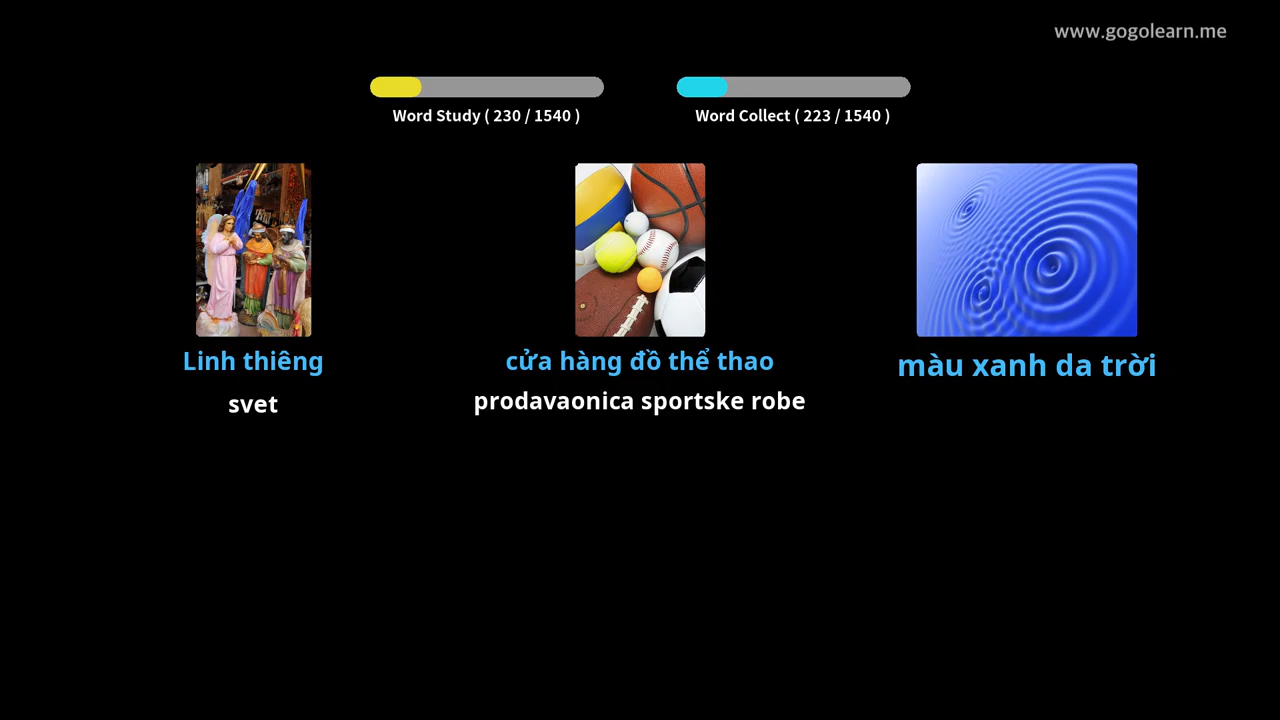 www.gogolearn.me
Word Study ( 230 / 1540 )
Word Collect ( 223 / 1540 )
Linh thiêng
svet
cửa hàng đồ thể thao
prodavaonica sportske robe
màu xanh da trời